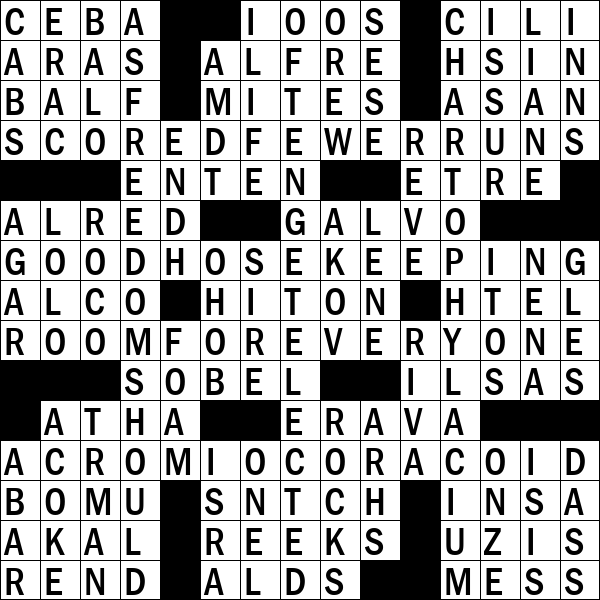 CEBA IOOS CILI
ARAS ALFRE HSIN
BALF MITES ASAN
SCOREDFEWERRUNS
ENTEN ETRE
ALRED GALVO
GOODHOSEKEEPING
ALCO HITON HTEL
ROOMFOREVERYONE
SOBEL ILSAS
ATHA ERAVA
ACROMIOCORACOID
BOMU SNTCH INSA
AKAL REEKS UZIS
REND ALDS MESS